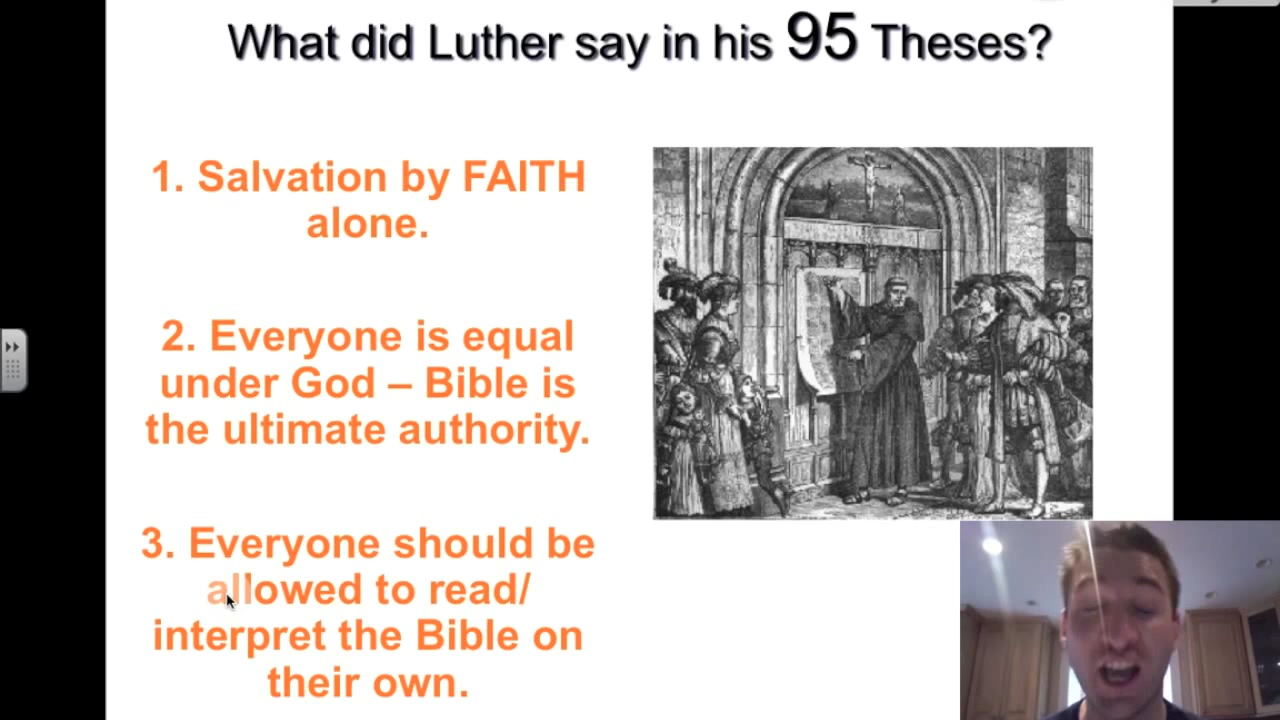 What did Luther say in his 95 Theses?
1. Salvation by FAITH
alone.
2. Everyone is equal
under God – Bible is
the ultimate authority.
3. Everyone should be
allowed to read/
interpret the Bible on
their own.